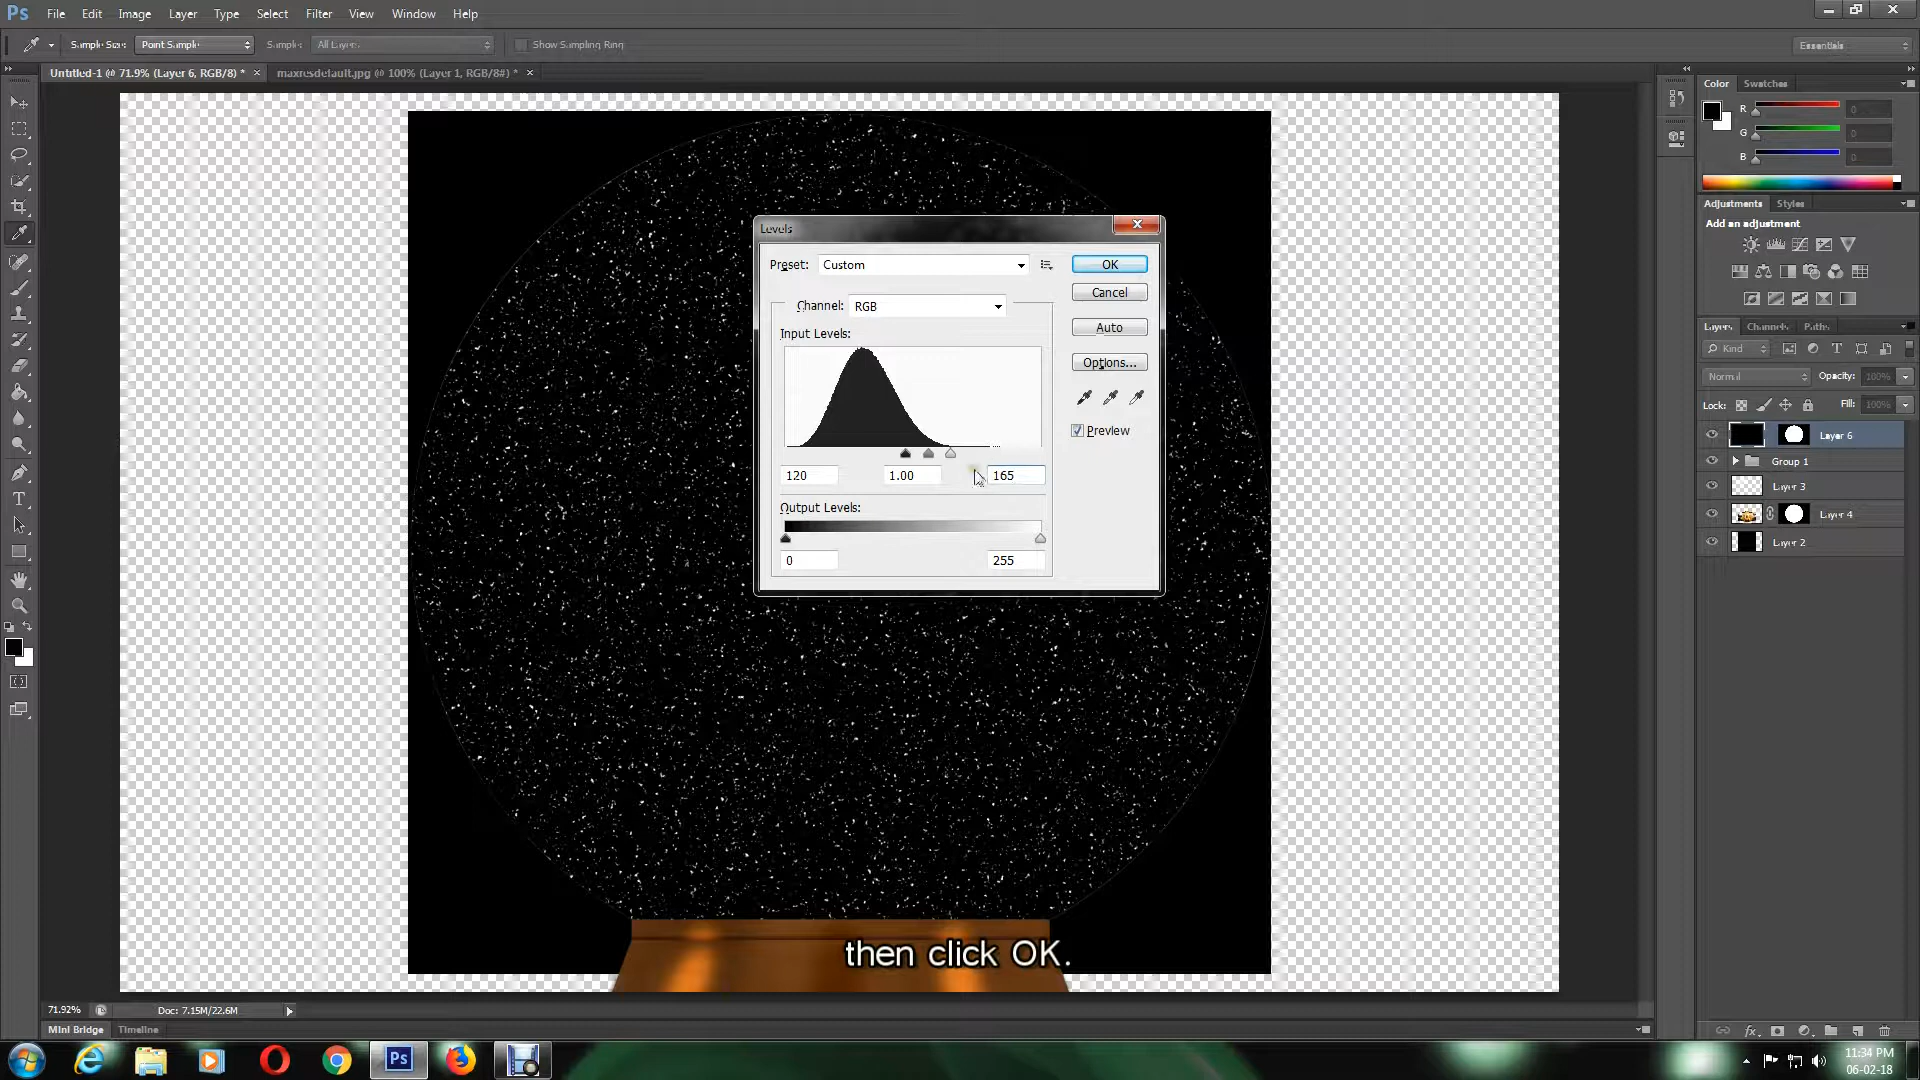 Ps File Edit Image Layer Type Select Filter View Window Help
Sample Size: Point Sample Sample: All Layers Show Sampling Ring Essentials
Untitled-1 @ 71.9% (Layer 6, RGB/8) * × maxresdefault.jpg @ 100% (Layer 1, RGB/8#) * ×
Color Swatches
R 0
G 0
B 0
Adjustments Styles
Add an adjustment
Layers Channels Paths
Kind
Normal Opacity: 100%
Lock: Fill: 100%
Layer 6
Group 1
Layer 3
Layer 4
Layer 2
Levels
Preset: Custom OK
Cancel
Channel: RGB
Auto
Input Levels:
Options...
Preview
120 1.00 165
Output Levels:
0 255
then click OK.
71.92% Doc: 7.15M/22.6M
Mini Bridge Timeline
Ps
11:34 PM
06-02-18